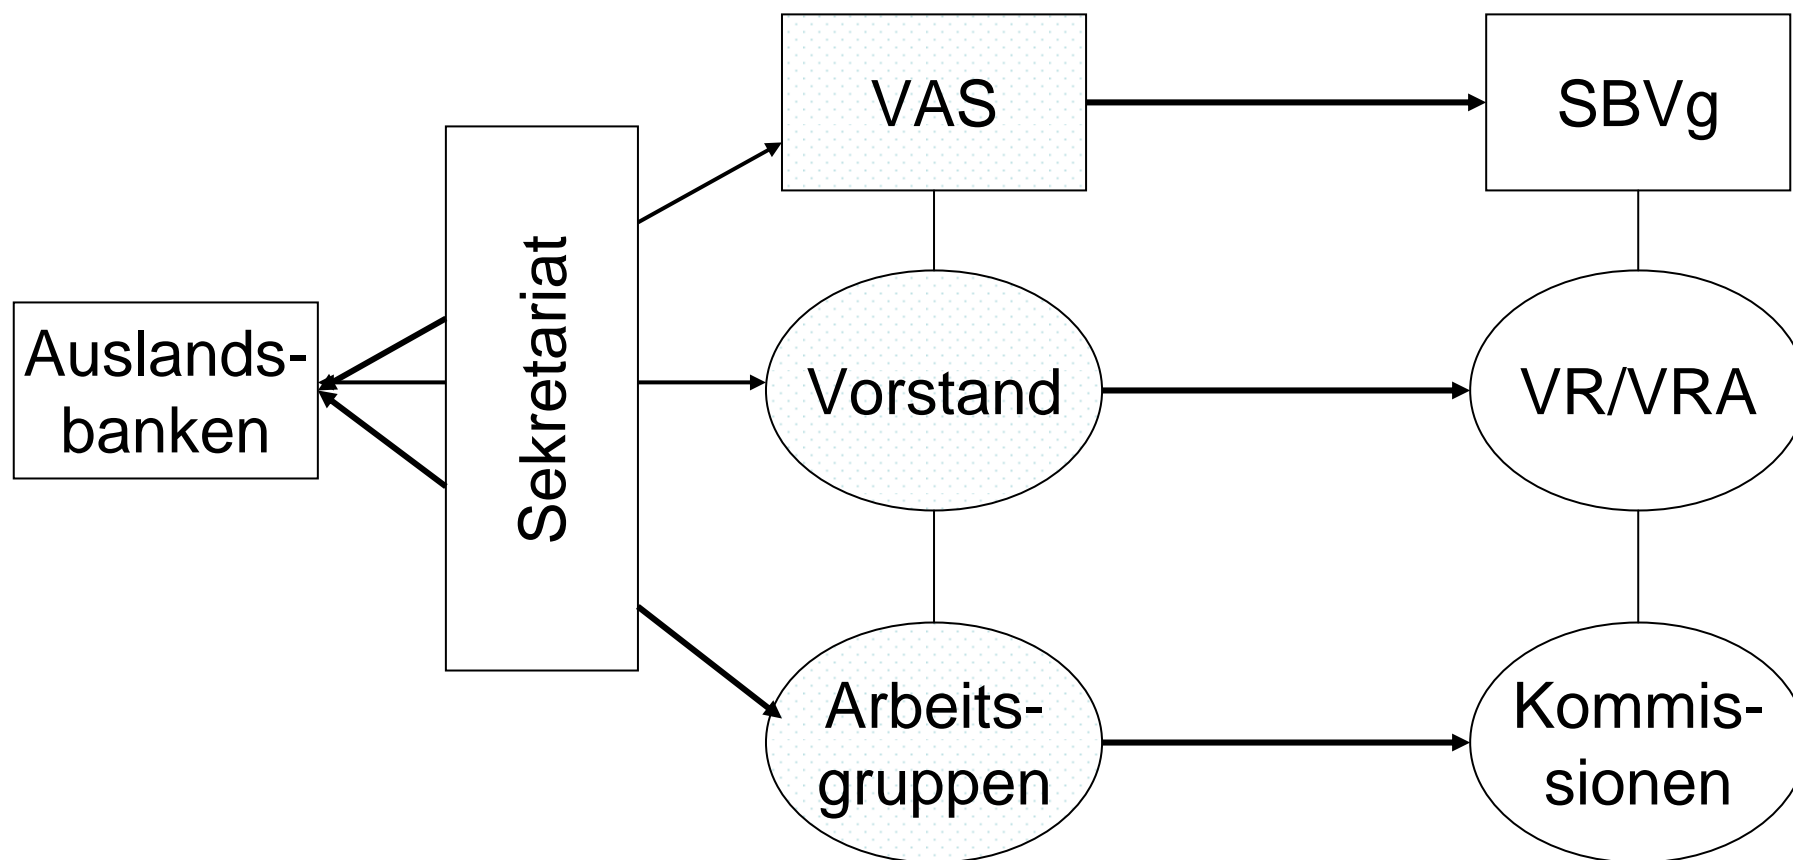 VAS
SBVg
Sekretariat
Auslands-
banken
Vorstand
VR/VRA
Arbeits-
gruppen
Kommis-
sionen